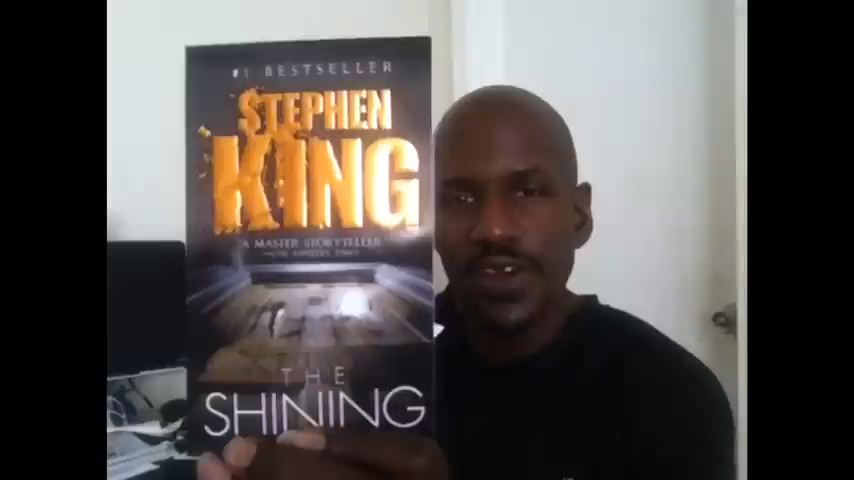 #1 BESTSELLER
STEPHEN
KING
A MASTER STORYTELLER
THE
SHINING